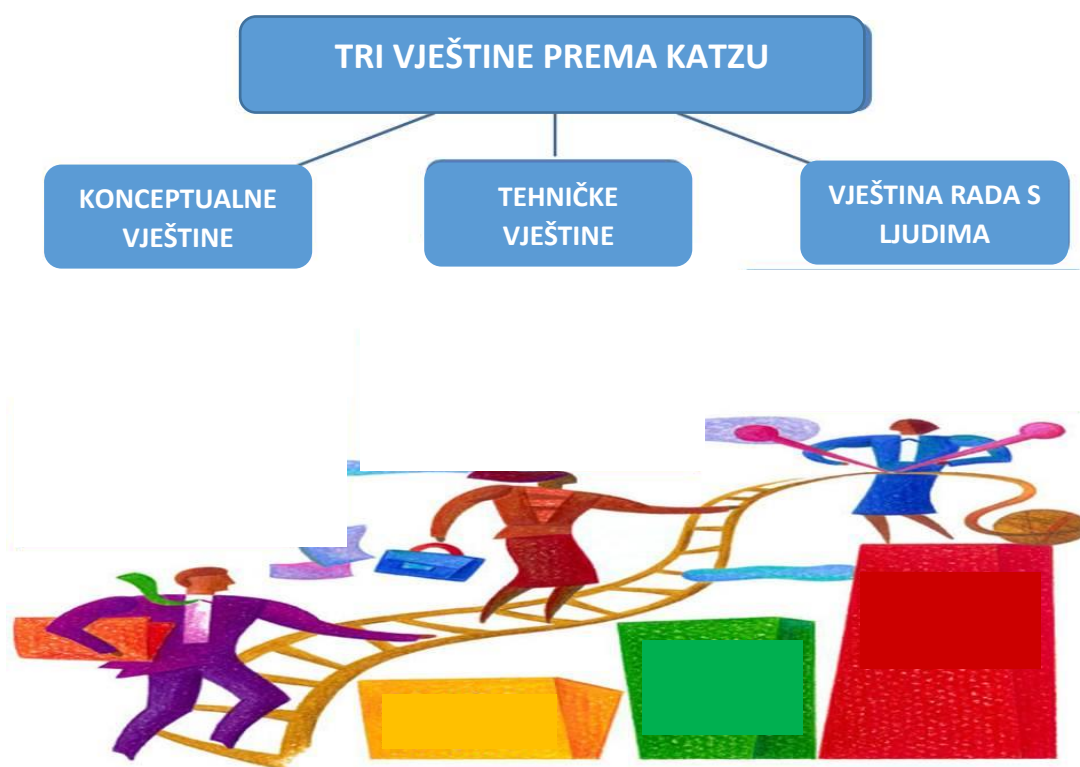 TRI VJEŠTINE PREMA KATZU
KONCEPTUALNE
VJEŠTINE
TEHNIČKE
VJEŠTINE
VJEŠTINA RADA S
LJUDIMA